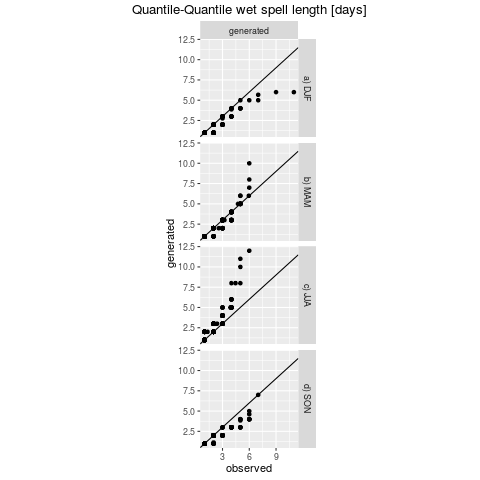 Quantile-Quantile wet spell length [days]
generated
12.5
10.0
7.5
5.0
2.5
a) DJF
12.5
10.0
7.5
5.0
2.5
b) MAM
12.5
10.0
7.5
5.0
2.5
c) JJA
12.5
10.0
7.5
5.0
2.5
d) SON
generated
3 6 9
observed